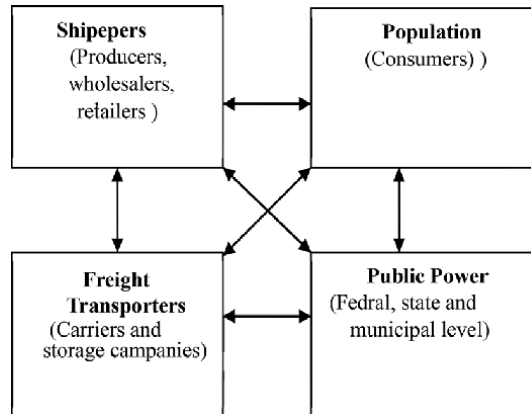 Shipepers
(Producers,
wholesalers,
retailers )
Population
(Consumers) )
Freight
Transporters
(Carriers and
storage campanies)
Public Power
(Fedral, state and
municipal level)